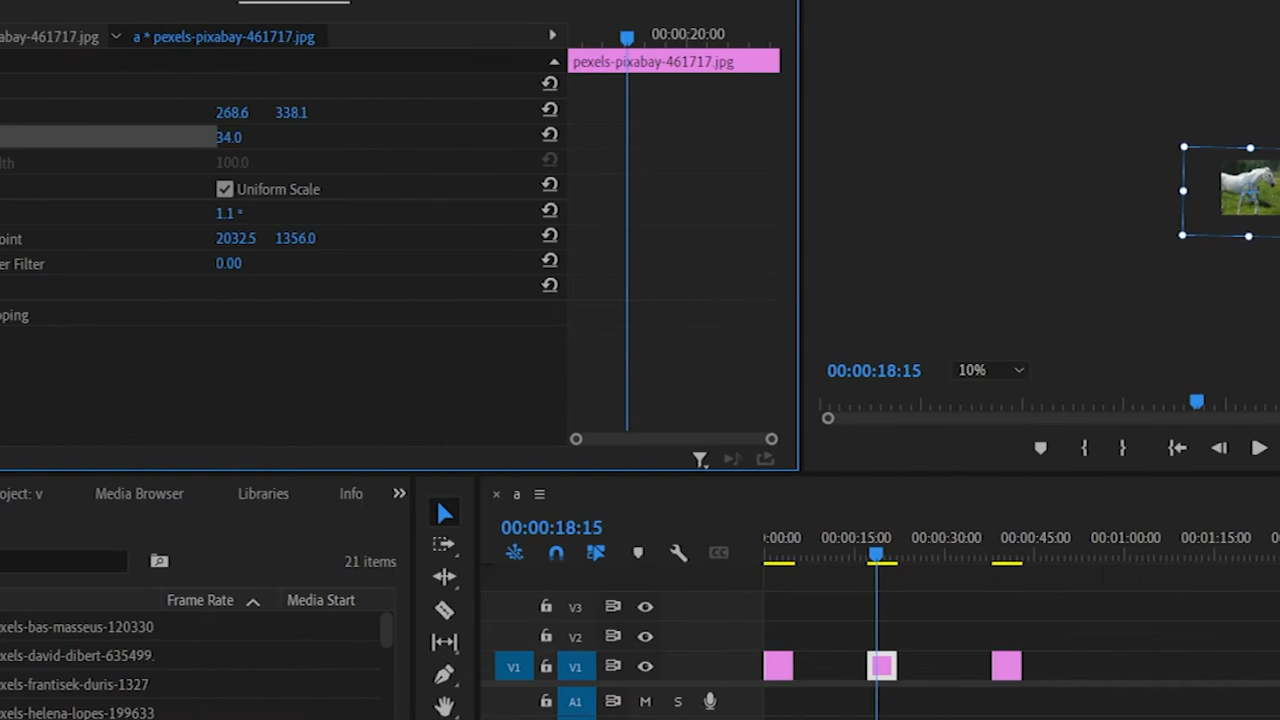 abay-461717.jpg a * pexels-pixabay-461717.jpg
00:00:20:00
pexels-pixabay-461717.jpg
268.6 338.1
34.0
dth 100.0
Uniform Scale
1.1 °
oint 2032.5 1356.0
er Filter 0.00
pping
00:00:18:15 10%
oject: v Media Browser Libraries Info
21 items
Frame Rate Media Start
xels-bas-masseus-120330
xels-david-dibert-635499.
xels-frantisek-duris-1327
xels-helena-lopes-199633
× a
00:00:18:15
:00:00 00:00:15:00 00:00:30:00 00:00:45:00 00:01:00:00 00:01:15:00 00:
V3
V2
V1 V1
A1 M S